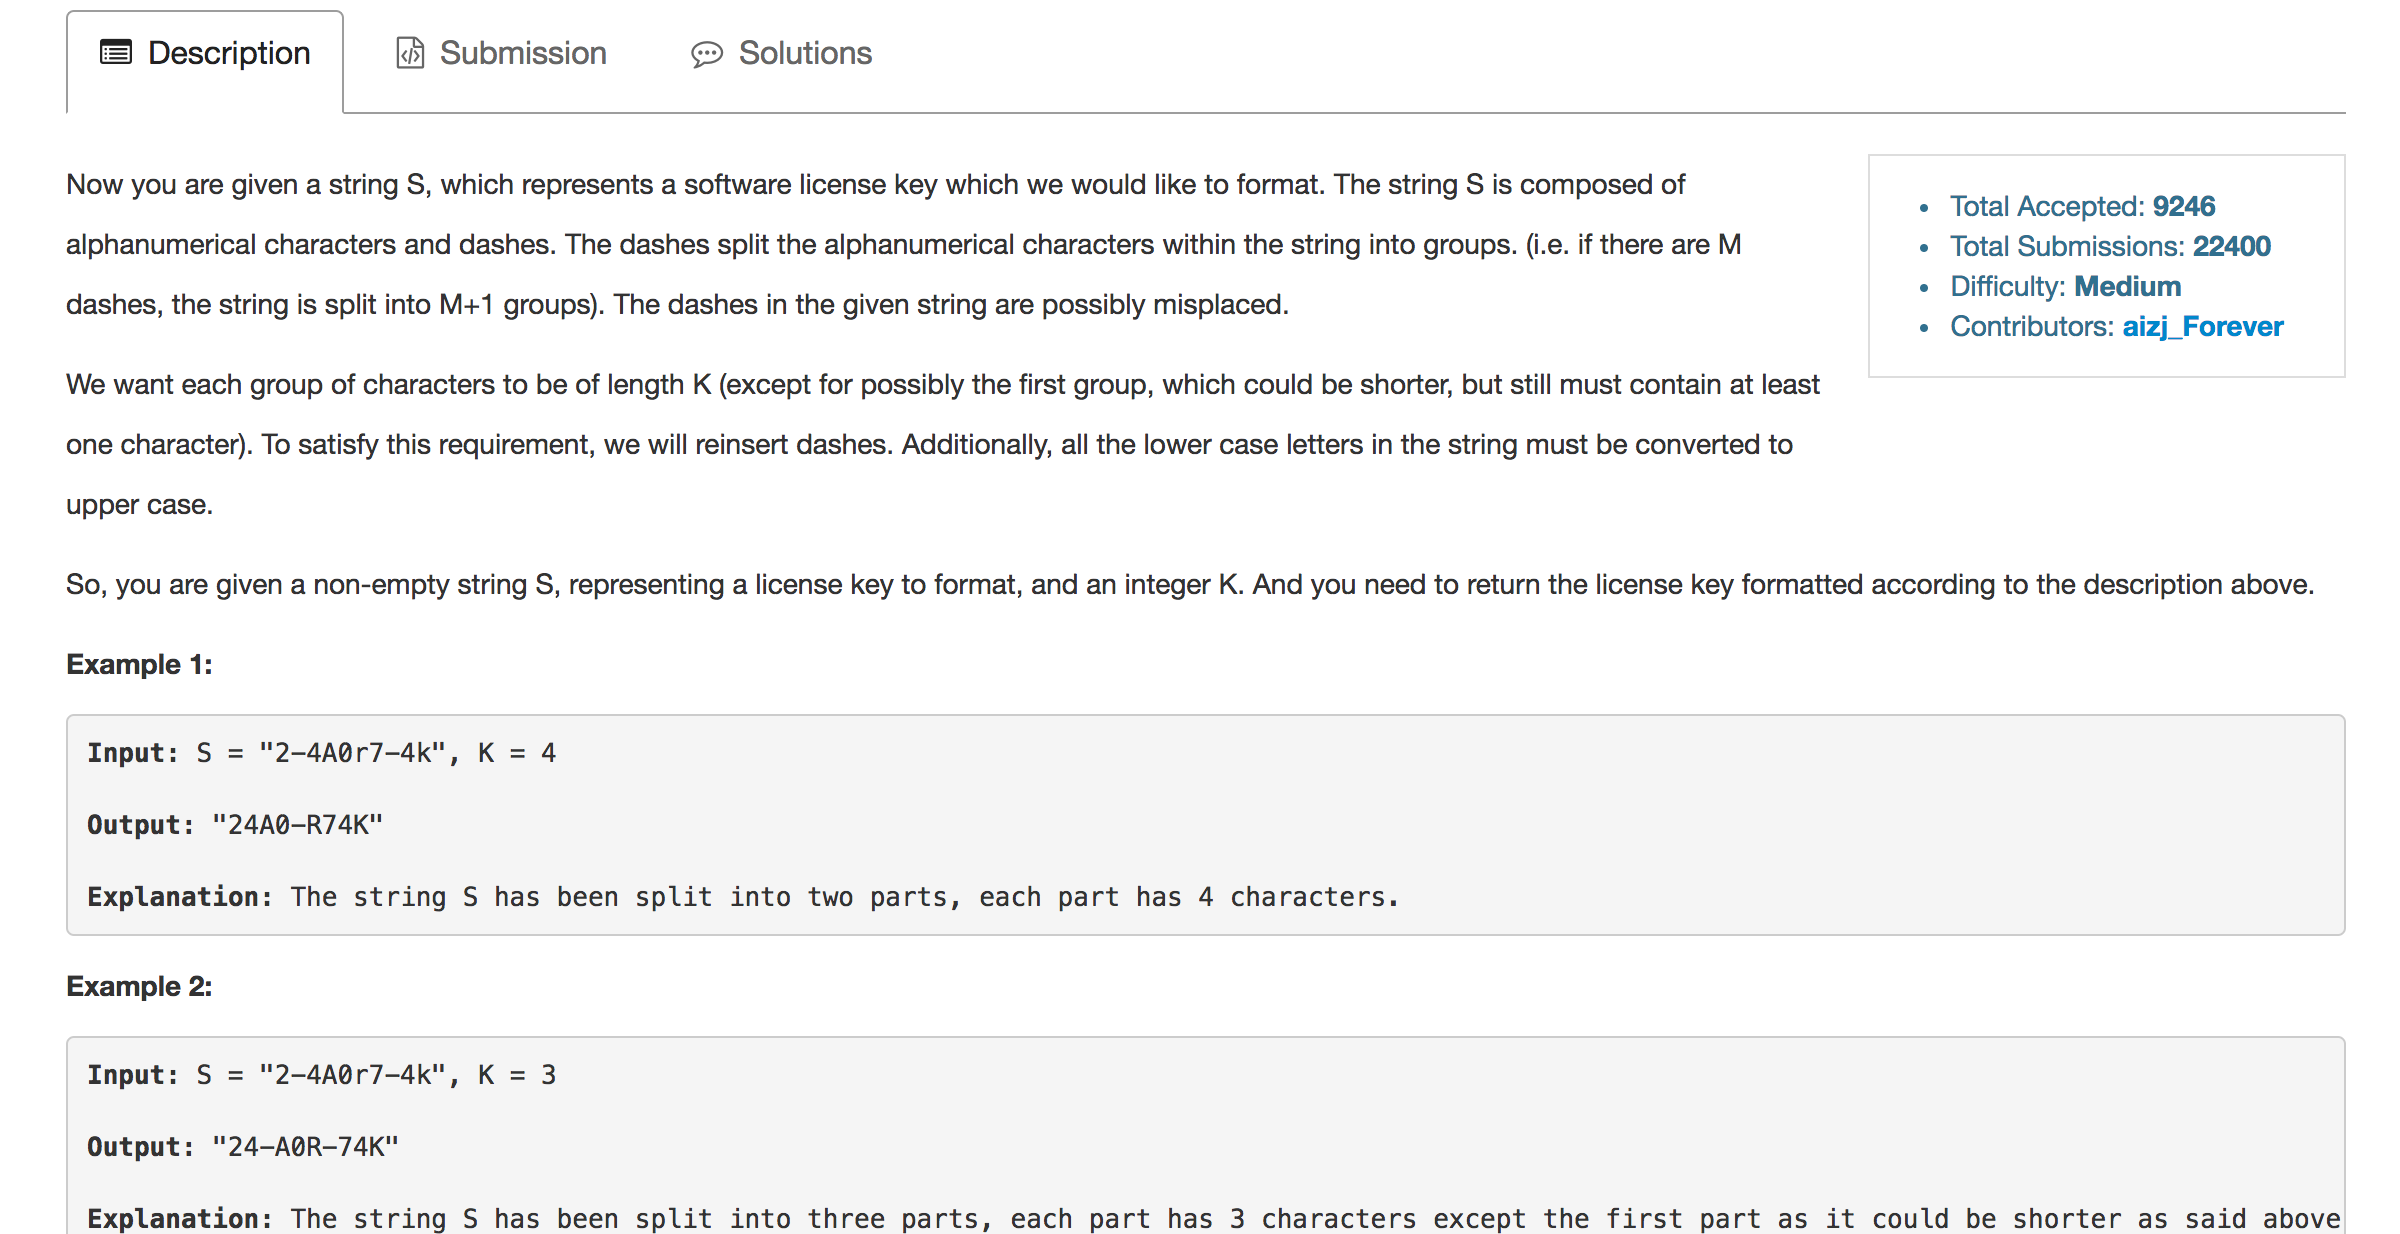 Description
Submission
Solutions
Now you are given a string S, which represents a software license key which we would like to format. The string S is composed of
alphanumerical characters and dashes. The dashes split the alphanumerical characters within the string into groups. (i.e. if there are M
dashes, the string is split into M+1 groups). The dashes in the given string are possibly misplaced.
Total Accepted: 9246
Total Submissions: 22400
Difficulty: Medium
Contributors: aizj_Forever
We want each group of characters to be of length K (except for possibly the first group, which could be shorter, but still must contain at least
one character). To satisfy this requirement, we will reinsert dashes. Additionally, all the lower case letters in the string must be converted to
upper case.
So, you are given a non-empty string S, representing a license key to format, and an integer K. And you need to return the license key formatted according to the description above.
Example 1:
Input: S = "2-4A0r7-4k", K = 4
Output: "24A0-R74K"
Explanation: The string S has been split into two parts, each part has 4 characters.
Example 2:
Input: S = "2-4A0r7-4k", K = 3
Output: "24-A0R-74K"
Explanation: The string S has been split into three parts, each part has 3 characters except the first part as it could be shorter as said above